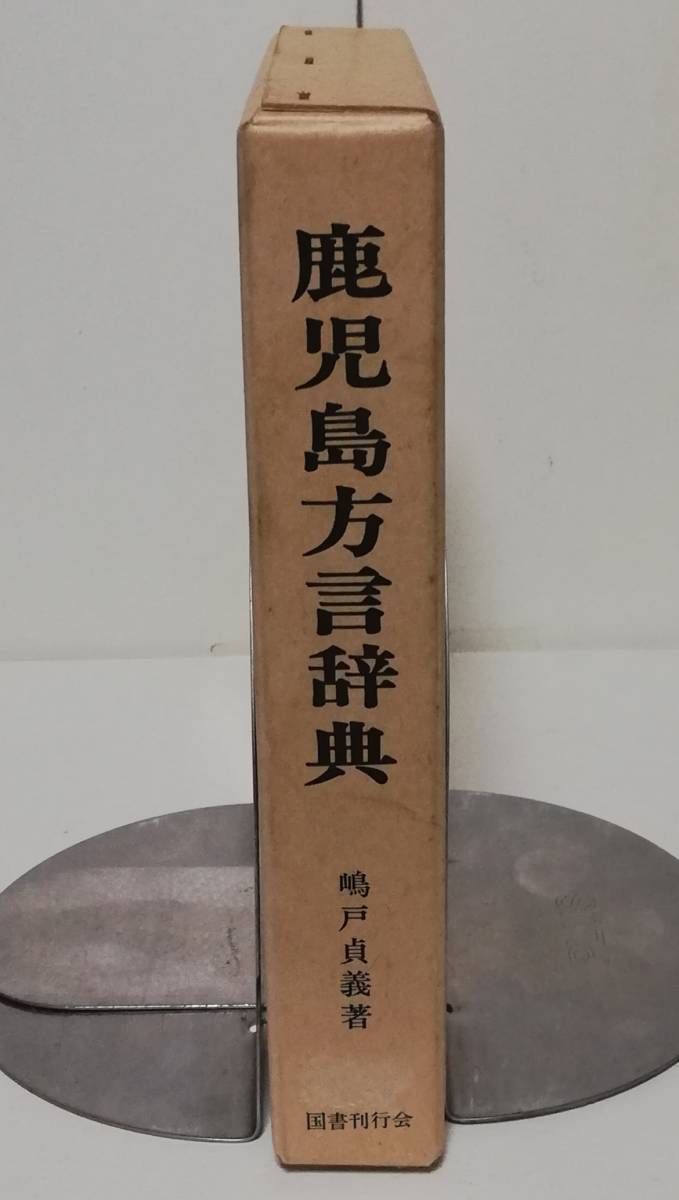 鹿児島方言辞典
嶋戸貞義著
国書刊行会